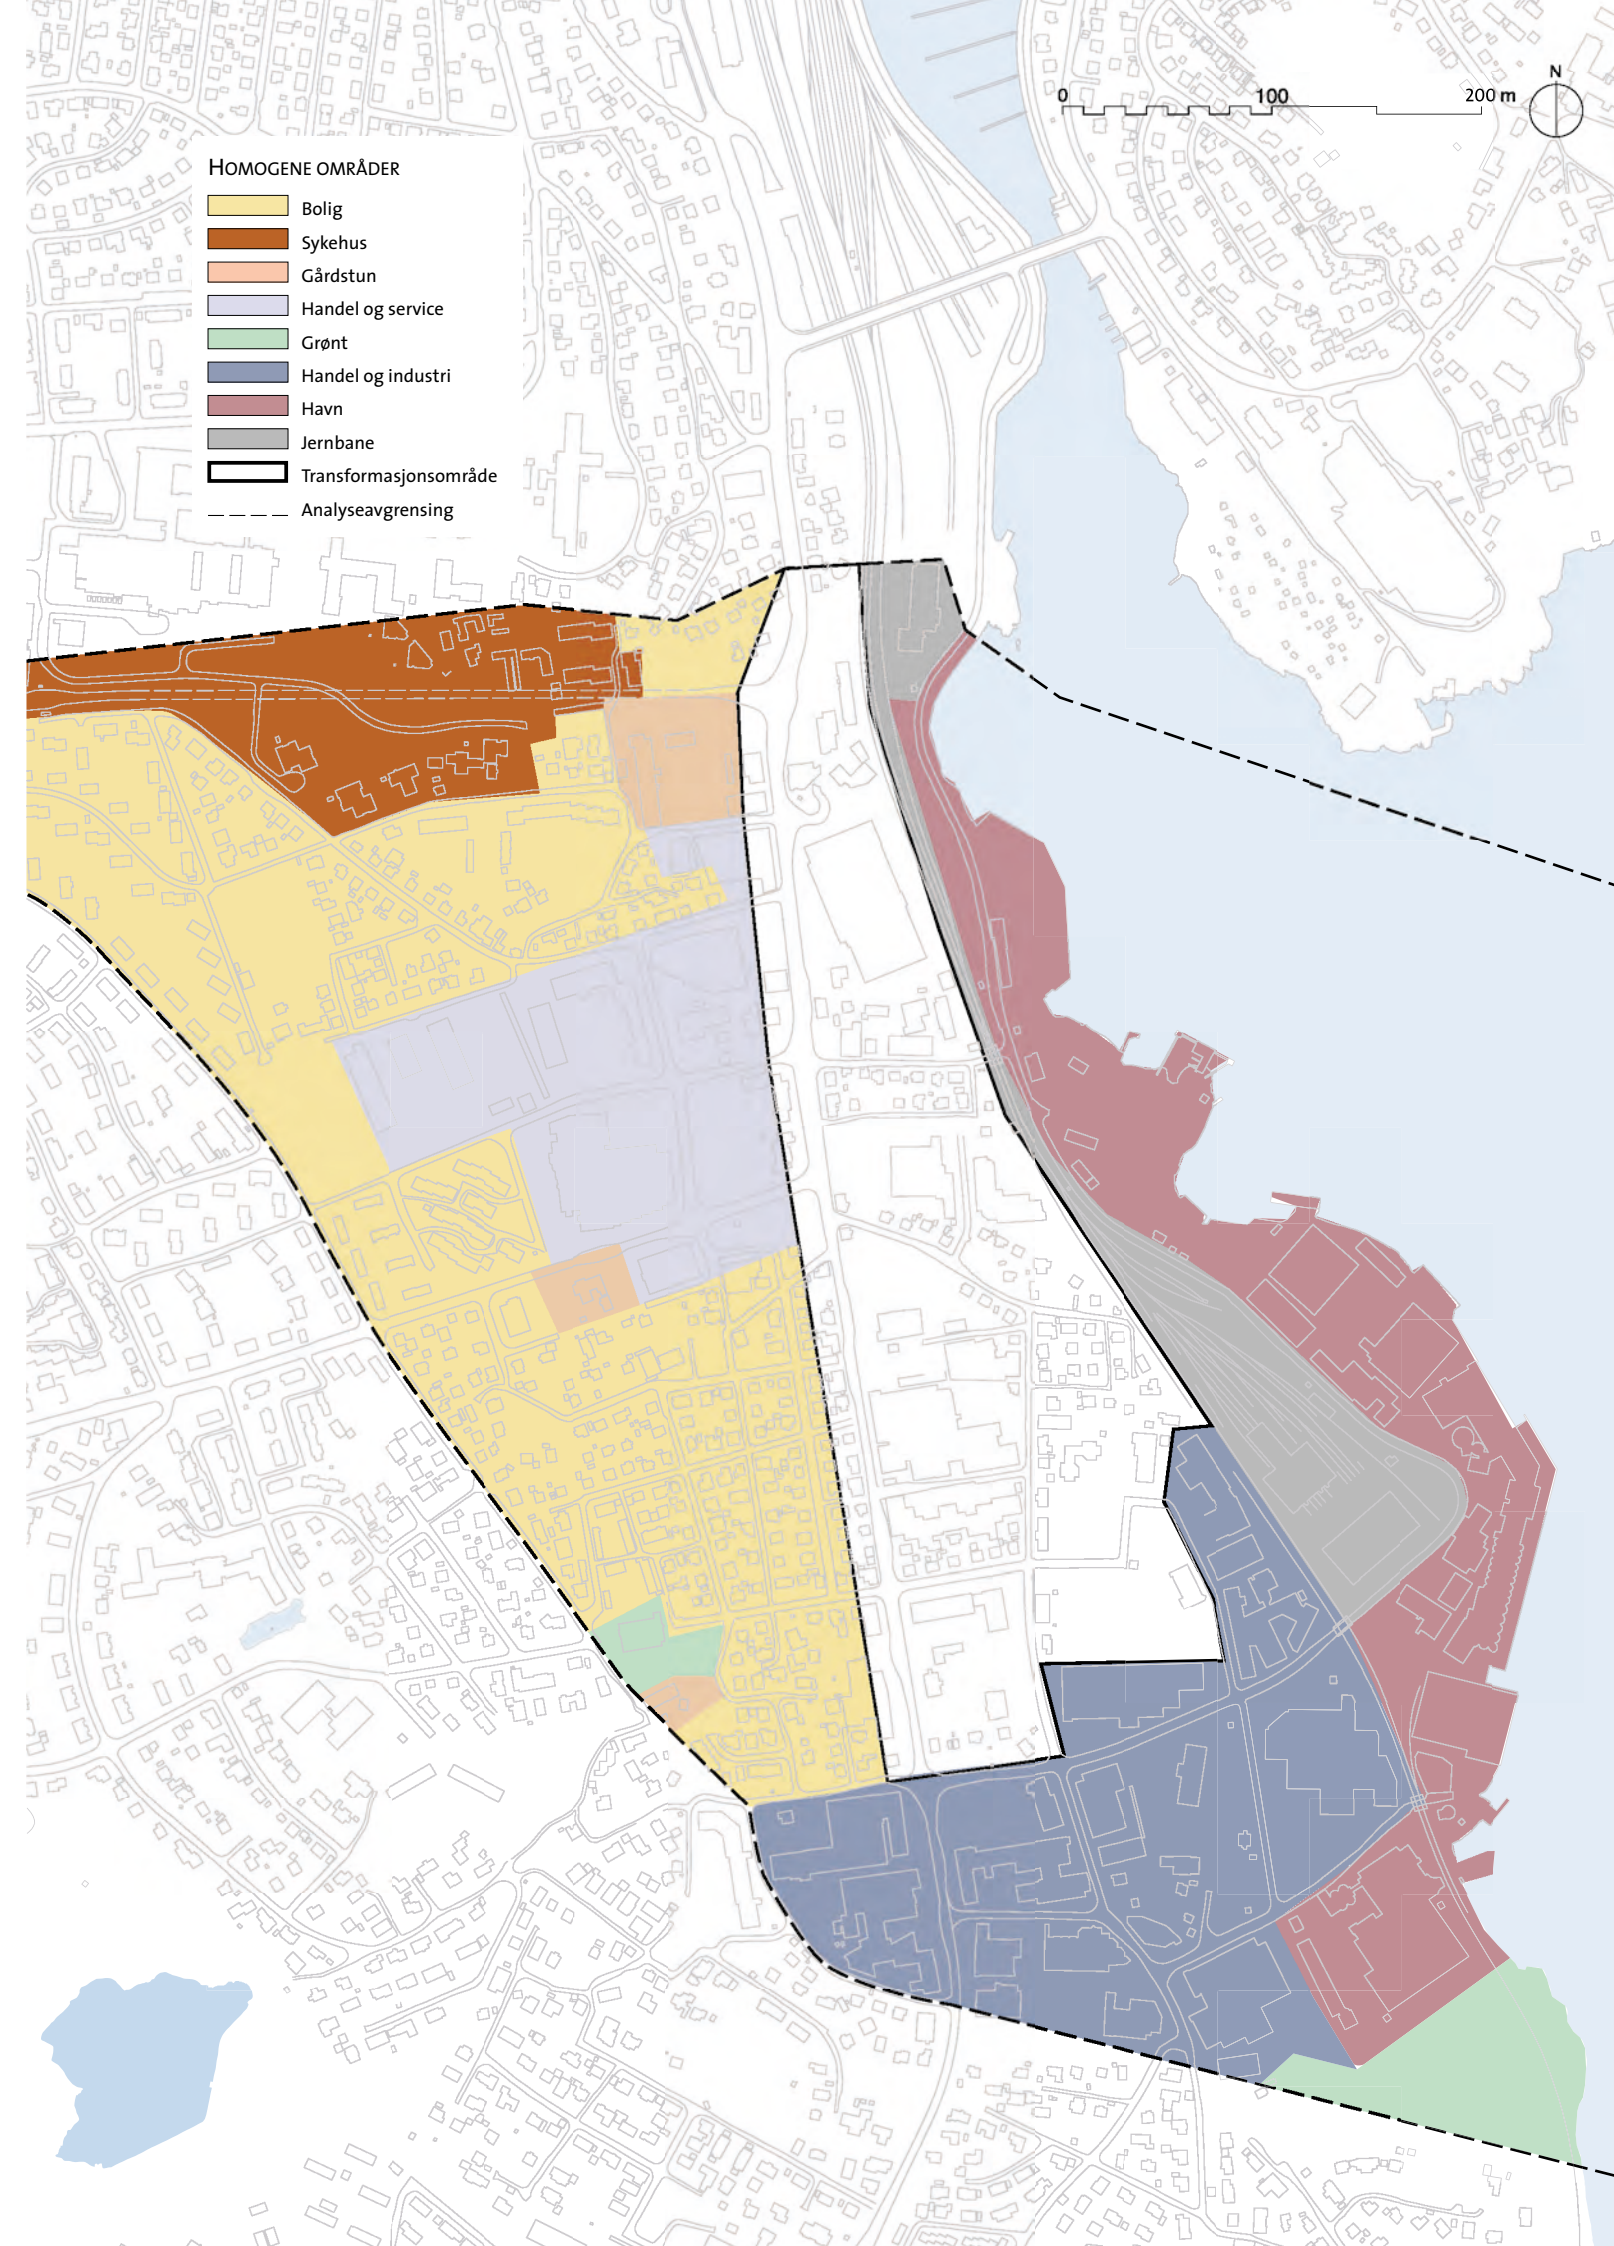 N
0 100 200 m
HOMOGENE OMRÅDER
Bolig
Sykehus
Gårdstun
Handel og service
Grønt
Handel og industri
Havn
Jernbane
Transformasjonsområde
Analyseavgrensing